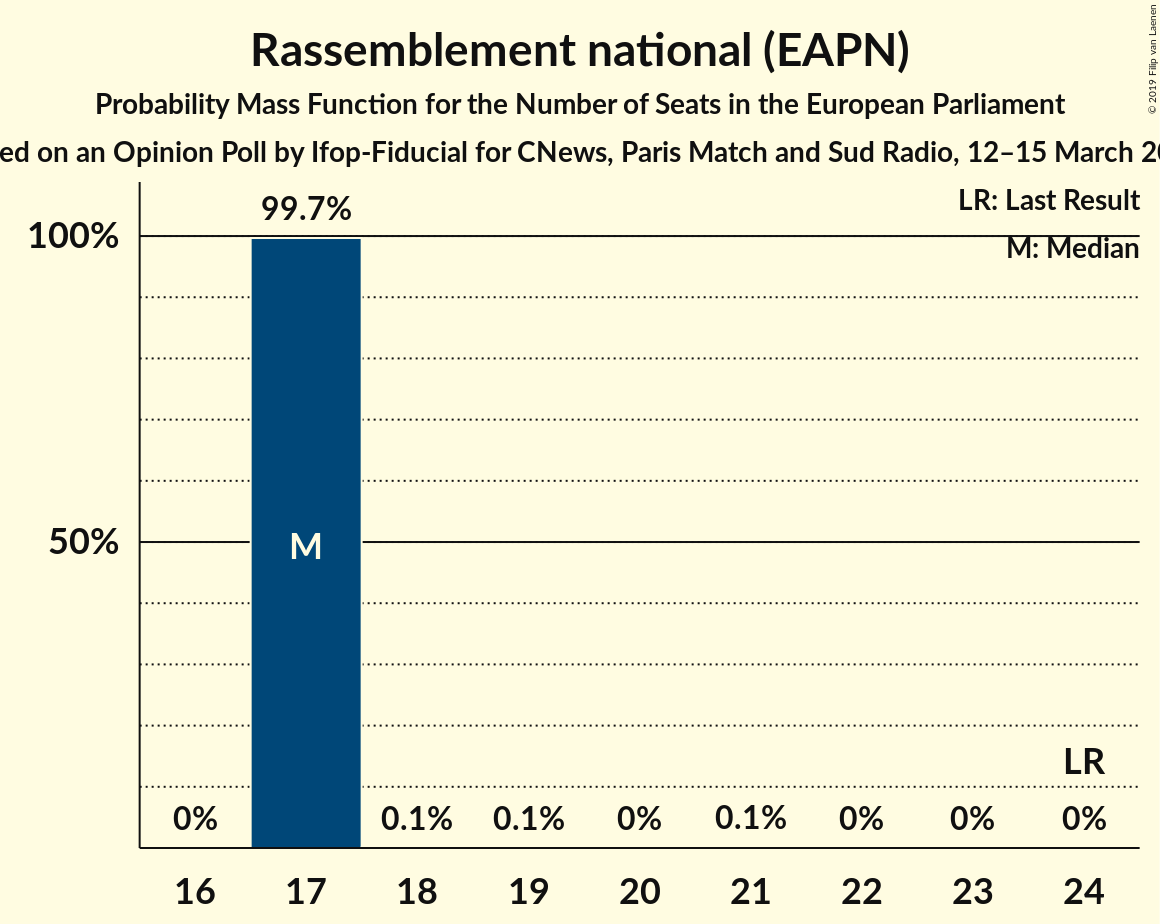 Rassemblement national (EAPN)
Probability Mass Function for the Number of Seats in the European Parliament
on an Opinion Poll by Ifop-Fiducial for CNews, Paris Match and Sud Radio, 12–15 March
© 2019 Filip van Laenen
LR: Last Result
M: Median
99.7%
100%
50%
M
LR
0% 0.1% 0.1% 0% 0.1% 0% 0% 0%
16 17 18 19 20 21 22 23 24